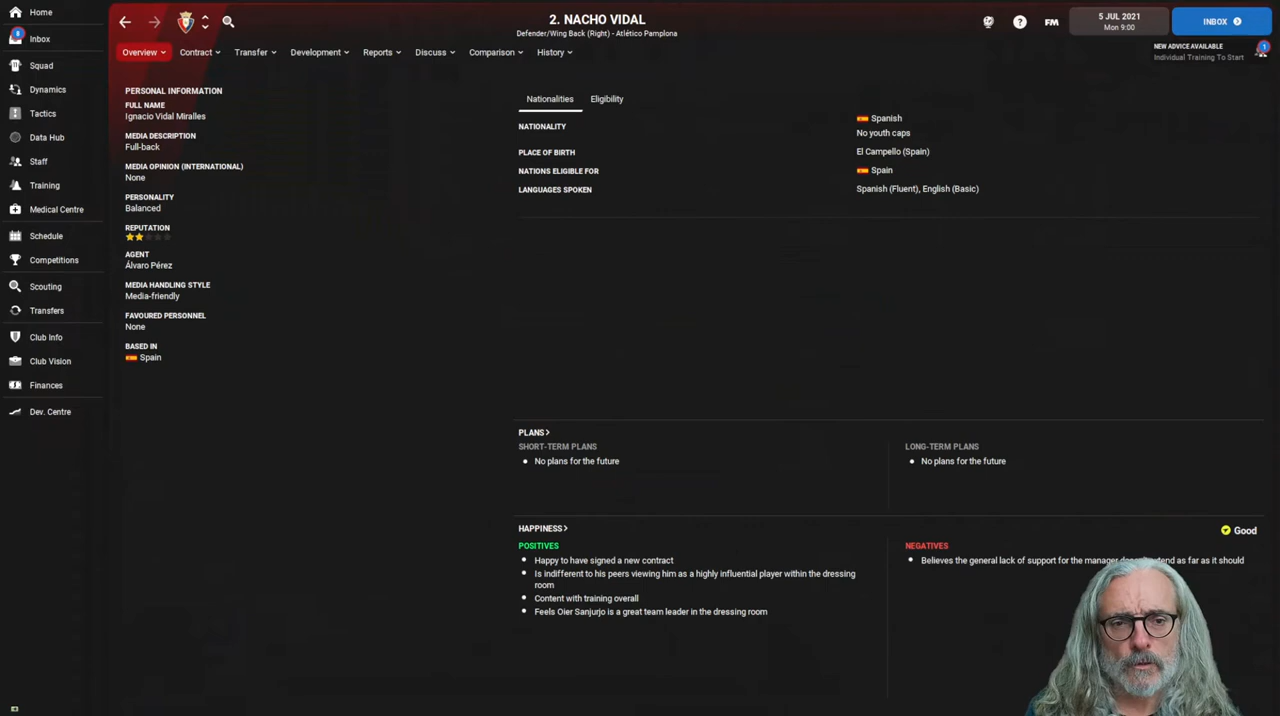 Home
2. NACHO VIDAL
Defender/Wing Back (Right) - Atlético Pamplona
FM
5 JUL 2021
Mon 9:00
INBOX
8
Inbox
Overview
Contract
Transfer
Development
Reports
Discuss
Comparison
History
NEW ADVICE AVAILABLE
Individual Training To Start
1
Squad
Dynamics
Tactics
Data Hub
Staff
Training
Medical Centre
Schedule
Competitions
Scouting
Transfers
Club Info
Club Vision
Finances
Dev. Centre
PERSONAL INFORMATION
FULL NAME
Ignacio Vidal Miralles
MEDIA DESCRIPTION
Full-back
MEDIA OPINION (INTERNATIONAL)
None
PERSONALITY
Balanced
REPUTATION
AGENT
Álvaro Pérez
MEDIA HANDLING STYLE
Media-friendly
FAVOURED PERSONNEL
None
BASED IN
Spain
Nationalities
Eligibility
NATIONALITY
Spanish
No youth caps
PLACE OF BIRTH
El Campello (Spain)
NATIONS ELIGIBLE FOR
Spain
LANGUAGES SPOKEN
Spanish (Fluent), English (Basic)
PLANS >
SHORT-TERM PLANS
No plans for the future
LONG-TERM PLANS
No plans for the future
HAPPINESS >
Good
POSITIVES
Happy to have signed a new contract
Is indifferent to his peers viewing him as a highly influential player within the dressing
room
Content with training overall
Feels Oier Sanjurjo is a great team leader in the dressing room
NEGATIVES
Believes the general lack of support for the manager as far as it should